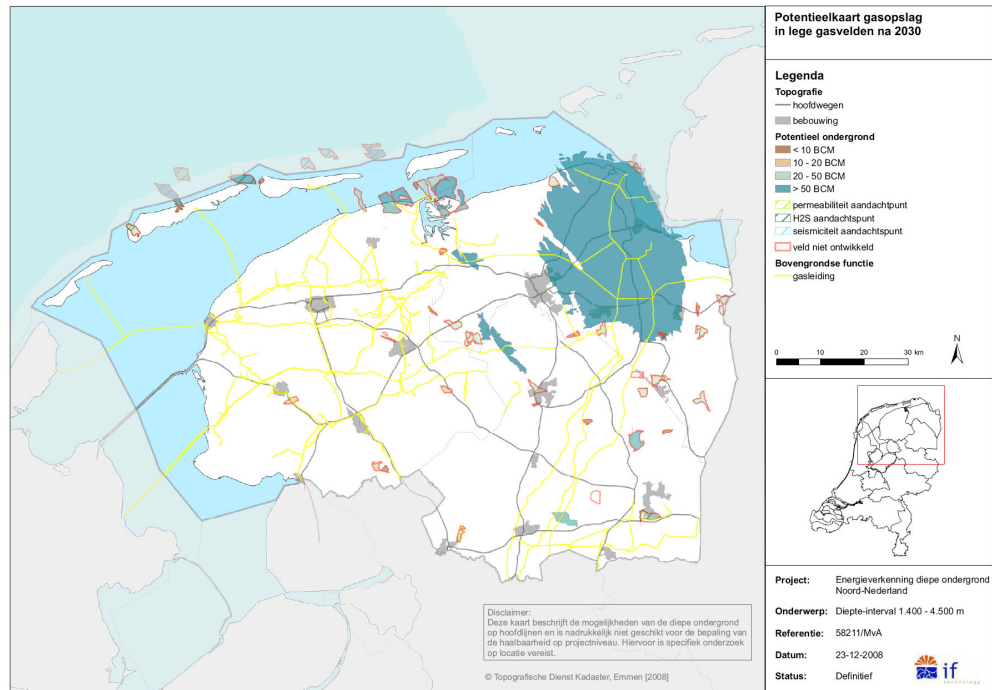 Potentieelkaart gasopslag
in lege gasvelden na 2030
Legenda
Topografie
hoofdwegen
bebouwing
Potentieel ondergrond
< 10 BCM
10 - 20 BCM
20 - 50 BCM
> 50 BCM
permeabiliteit aandachtpunt
H2S aandachtspunt
seismiciteit aandachtspunt
veld niet ontwikkeld
Bovengrondse functie
gasleiding
N
0 10 20 30 km
Project: Energieverkenning diepe ondergrond
Noord-Nederland
Onderwerp: Diepte-interval 1.400 - 4.500 m
Referentie: 58211/MvA
Datum: 23-12-2008
Status: Definitief
if
technology
Disclaimer:
Deze kaart beschrijft de mogelijkheden van de diepe ondergrond
op hoofdlijnen en is nadrukkelijk niet geschikt voor de bepaling van
de haalbaarheid op projectniveau. Hiervoor is specifiek onderzoek
op locatie vereist.
© Topografische Dienst Kadaster, Emmen [2008]